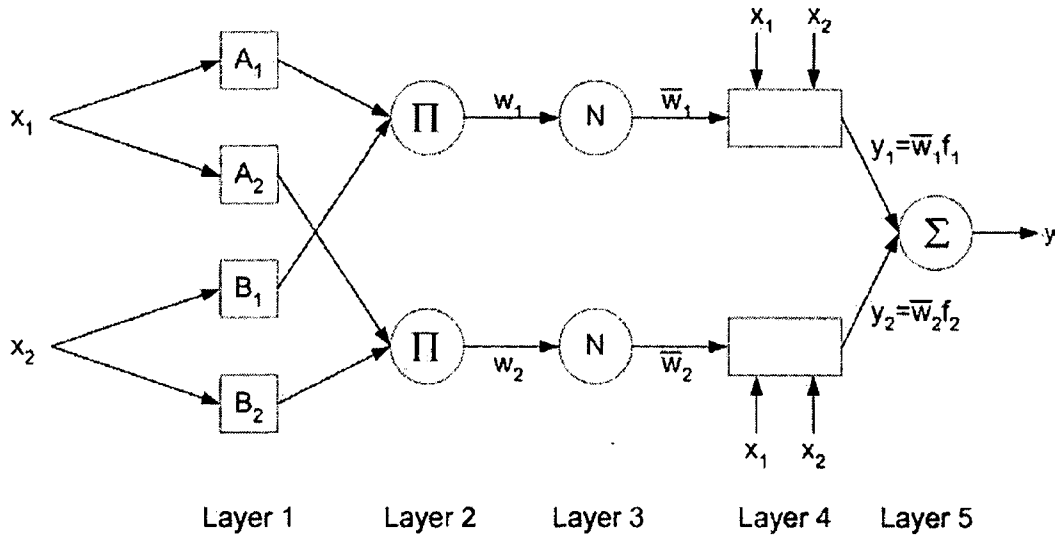 x₁ x₂
A₁
x₁
Π w₁ N w̅₁
y₁=w̅₁f₁
A₂
Σ y
B₁
y₂=w̅₂f₂
x₂
Π w₂ N w̅₂
B₂
x₁ x₂
Layer 1 Layer 2 Layer 3 Layer 4 Layer 5